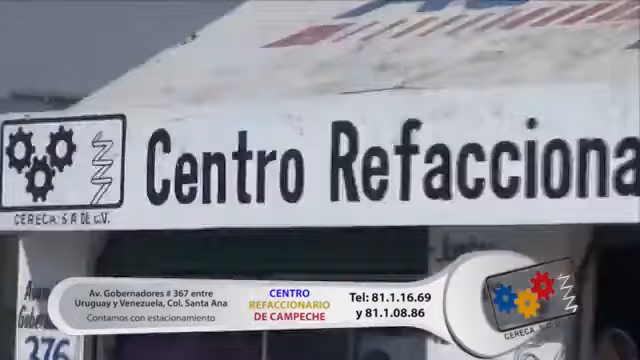 Centro Refacciona
CERECA. S.A DE C.V.
Av. Gobernadores # 367 entre
Uruguay y Venezuela, Col. Santa Ana
Contamos con estacionamiento
CENTRO
REFACCIONARIO
DE CAMPECHE
Tel: 81.1.16.69
y 81.1.08.86
376